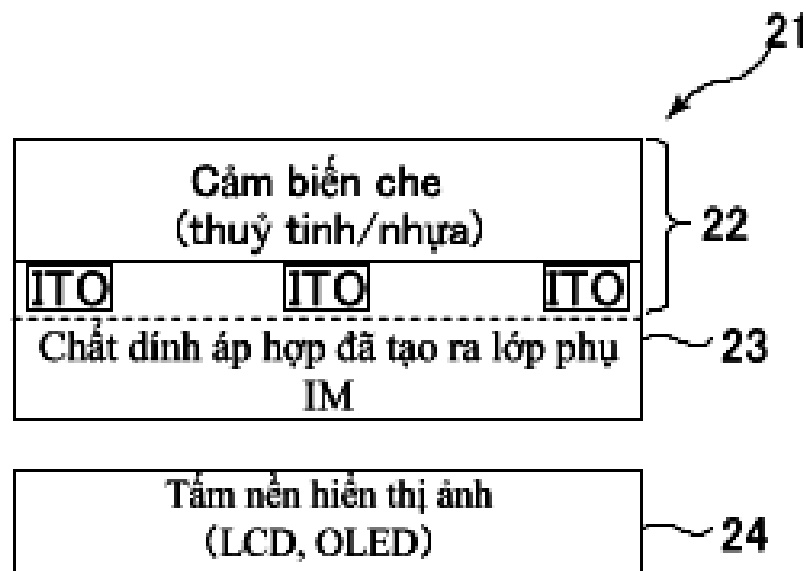 21
Cảm biến che
(thuỷ tinh/nhựa)
22
ITO ITO ITO
Chất dính áp hợp đã tạo ra lớp phụ
23
IM
Tấm nền hiển thị ảnh
(LCD, OLED)
24